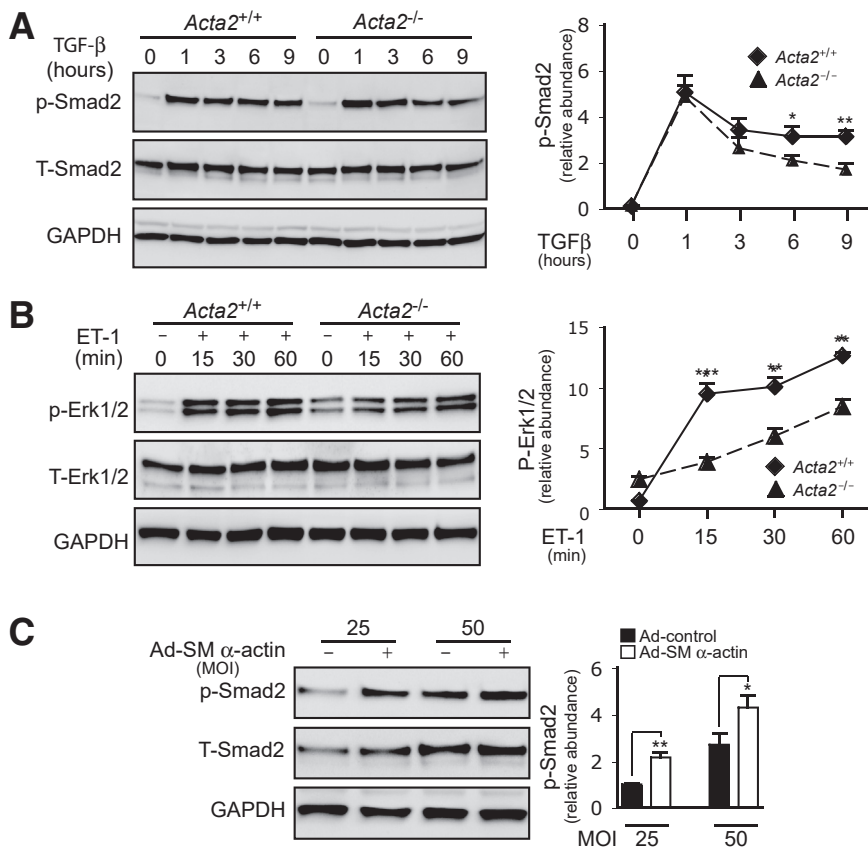 A
Acta2+/+ Acta2-/-
TGF-β (hours) 0 1 3 6 9 0 1 3 6 9
p-Smad2
T-Smad2
GAPDH
p-Smad2
(relative abundance)
8
6
4
2
0
Acta2+/+
Acta2−/−
* **
TGFβ (hours) 0 1 3 6 9
B
Acta2+/+ Acta2-/-
ET-1 − + + + − + + +
(min) 0 15 30 60 0 15 30 60
p-Erk1/2
T-Erk1/2
GAPDH
P-Erk1/2
(relative abundance)
15
10
5
0
Acta2+/+
Acta2−/−
ET-1 (min) 0 15 30 60
C
25 50
Ad-SM α-actin − + − +
(MOI)
p-Smad2
T-Smad2
GAPDH
Ad-control
Ad-SM α-actin
p-Smad2
(relative abundance)
6
4
2
0
** *
MOI 25 50